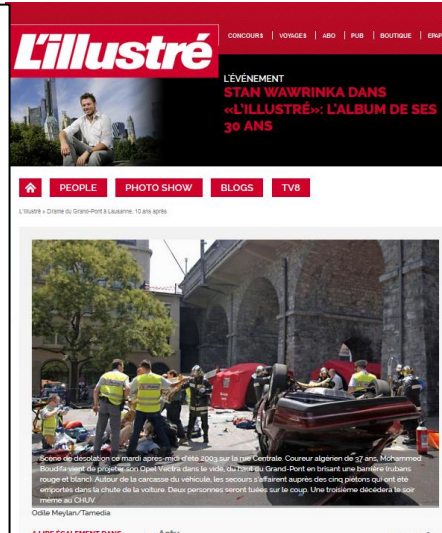 L'illustré
CONCOURS | VOYAGES | ABO | PUB | BOUTIQUE | EPAP
L'ÉVÉNEMENT
STAN WAWRINKA DANS
«L'ILLUSTRÉ»: L'ALBUM DE SES
30 ANS
PEOPLE PHOTO SHOW BLOGS TV8
L'illustré » Drame du Grand-Pont à Lausanne, 10 ans après
Scène de désolation ce mardi après-midi d'été 2003 sur la rue Centrale. Coureur algérien de 37 ans, Mohammed
Boudifa vient de projeter son Opel Vectra dans le vide, du haut du Grand-Pont en brisant une barrière (rubans
rouge et blanc). Autour de la carcasse du véhicule, les secours s'affairent auprès des cinq piétons qui ont été
emportés dans la chute de la voiture. Deux personnes seront tuées sur le coup. Une troisième décédera le soir
même au CHUV.
Odile Meylan/Tamedia